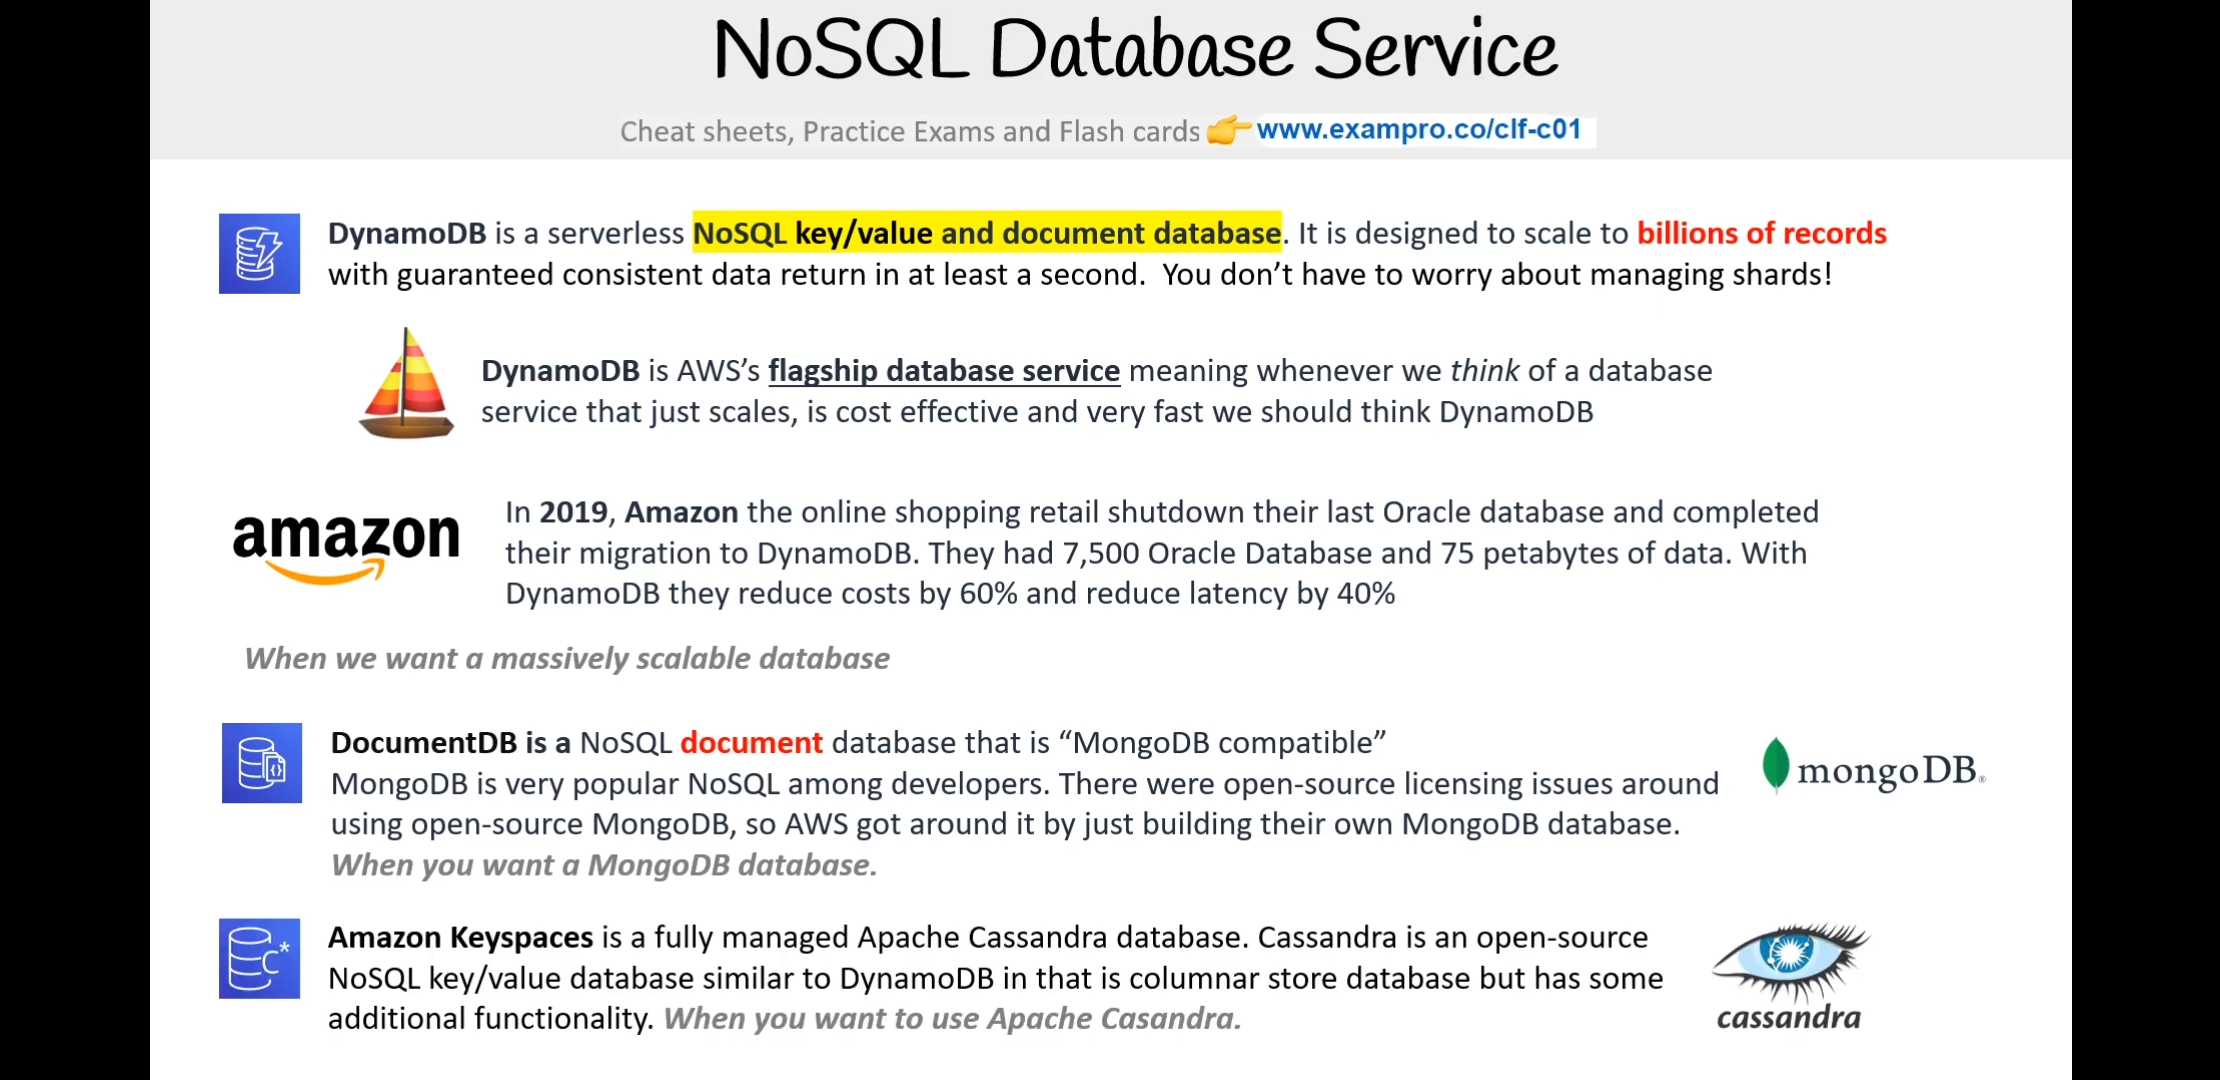 NoSQL Database Service
Cheat sheets, Practice Exams and Flash cards 👉 www.exampro.co/clf-c01
DynamoDB is a serverless NoSQL key/value and document database. It is designed to scale to billions of records
with guaranteed consistent data return in at least a second. You don't have to worry about managing shards!
DynamoDB is AWS's flagship database service meaning whenever we think of a database
service that just scales, is cost effective and very fast we should think DynamoDB
amazon
In 2019, Amazon the online shopping retail shutdown their last Oracle database and completed
their migration to DynamoDB. They had 7,500 Oracle Database and 75 petabytes of data. With
DynamoDB they reduce costs by 60% and reduce latency by 40%
When we want a massively scalable database
DocumentDB is a NoSQL document database that is “MongoDB compatible”
MongoDB is very popular NoSQL among developers. There were open-source licensing issues around
using open-source MongoDB, so AWS got around it by just building their own MongoDB database.
When you want a MongoDB database.
mongoDB®
Amazon Keyspaces is a fully managed Apache Cassandra database. Cassandra is an open-source
NoSQL key/value database similar to DynamoDB in that is columnar store database but has some
additional functionality. When you want to use Apache Casandra.
C*
cassandra